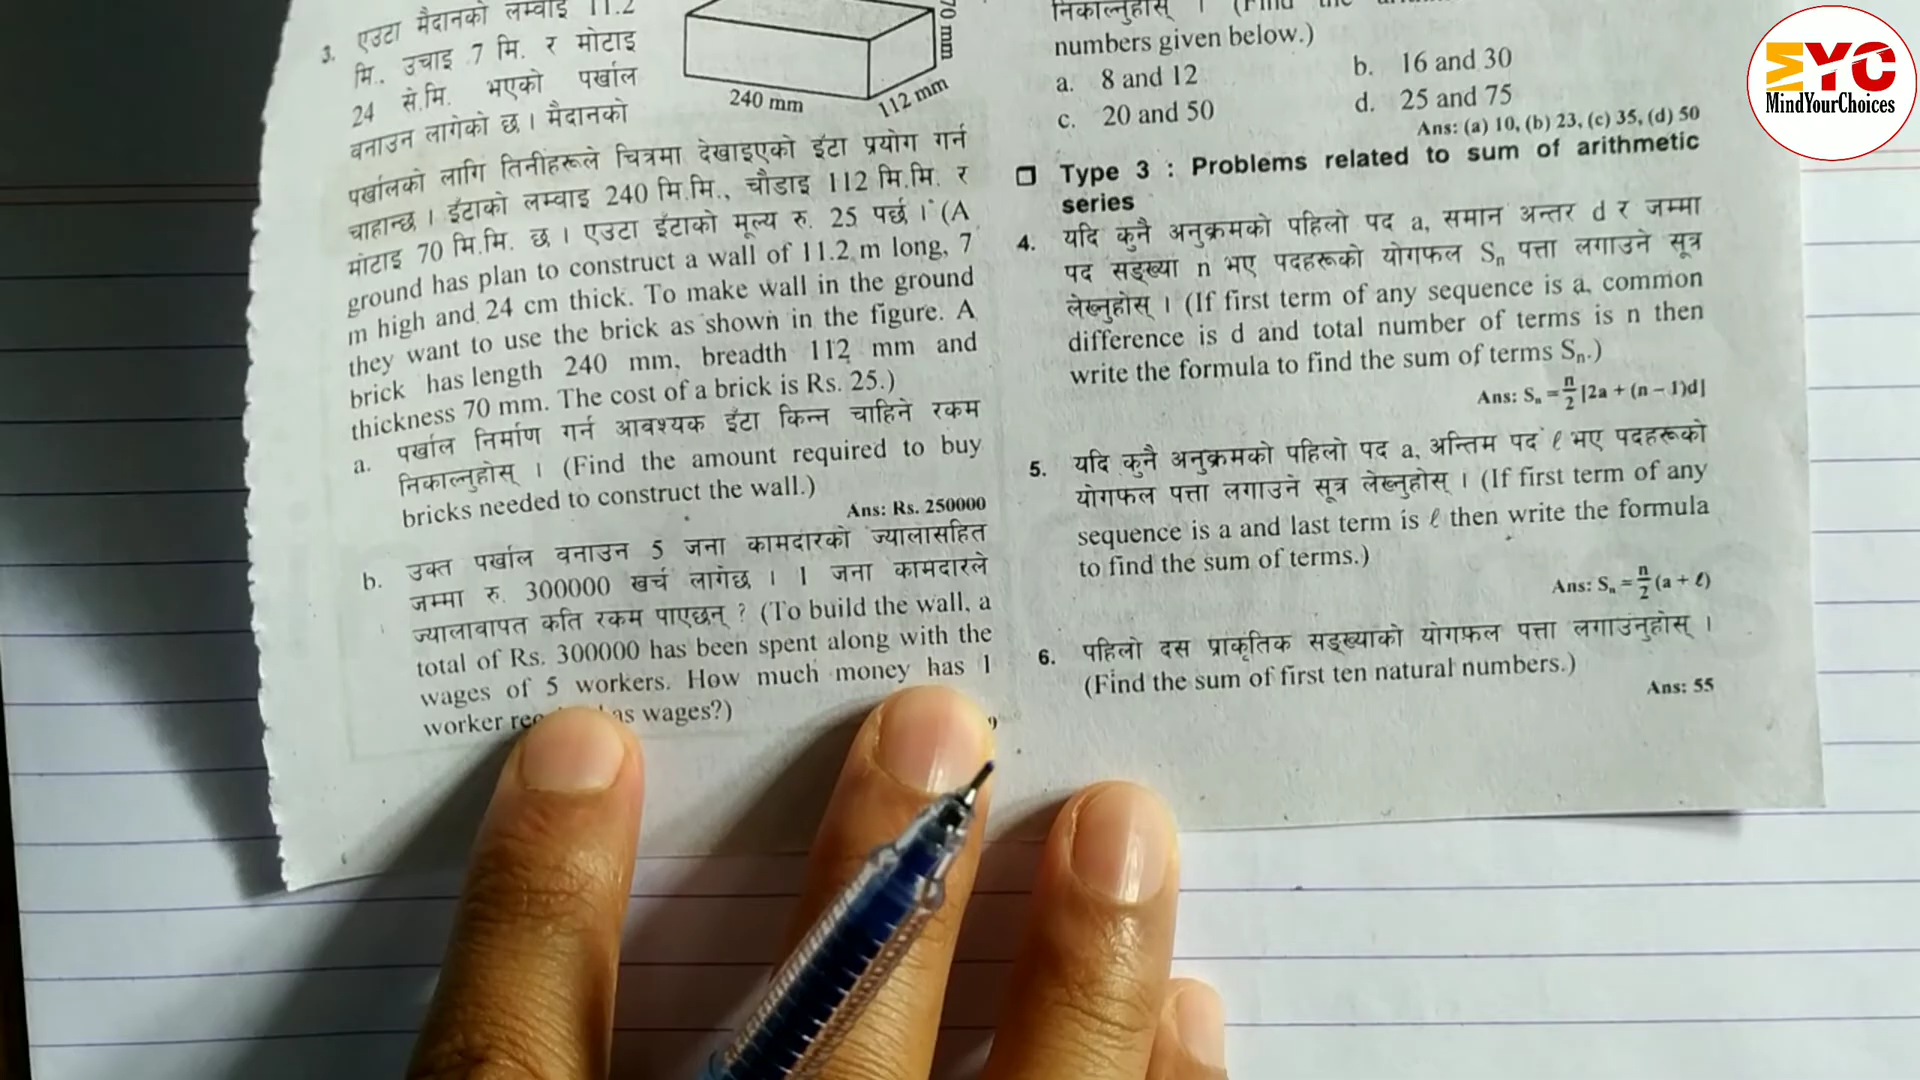 3. एउटा मैदानको लम्वाइ 11.2
मि., उचाइ 7 मि. र मोटाइ
24 से.मि. भएको पर्खाल
वनाउन लागेको छ । मैदानको
पर्खालको लागि तिनीहरूले चित्रमा देखाइएको इँटा प्रयोग गर्न
चाहान्छ । इँटाको लम्वाइ 240 मि.मि., चौडाइ 112 मि.मि. र
मोटाइ 70 मि.मि. छ । एउटा इँटाको मूल्य रु. 25 पर्छ । (A
ground has plan to construct a wall of 11.2 m long, 7
m high and 24 cm thick. To make wall in the ground
they want to use the brick as shown in the figure. A
brick has length 240 mm, breadth 112 mm and
thickness 70 mm. The cost of a brick is Rs. 25.)
a. पर्खाल निर्माण गर्न आवश्यक इँटा किन्न चाहिने रकम
निकाल्नुहोस् । (Find the amount required to buy
bricks needed to construct the wall.)
Ans: Rs. 250000
b. उक्त पर्खाल वनाउन 5 जना कामदारको ज्यालासहित
जम्मा रु. 300000 खर्च लागेछ । 1 जना कामदारले
ज्यालावापत कति रकम पाएछन् ? (To build the wall, a
total of Rs. 300000 has been spent along with the
wages of 5 workers. How much money has 1
worker as wages?)
240 mm
112 mm
70 mm
निकाल्नुहोस् । (Find the
numbers given below.)
a. 8 and 12
b. 16 and 30
c. 20 and 50
d. 25 and 75
Ans: (a) 10, (b) 23, (c) 35, (d) 50
Type 3 : Problems related to sum of arithmetic
series
4. यदि कुनै अनुक्रमको पहिलो पद a, समान अन्तर d र जम्मा
पद सङ्ख्या n भए पदहरूको योगफल Sn पत्ता लगाउने सूत्र
लेख्नुहोस् । (If first term of any sequence is a, common
difference is d and total number of terms is n then
write the formula to find the sum of terms Sn.)
Ans: Sn = n/2 [2a + (n – 1)d]
5. यदि कुनै अनुक्रमको पहिलो पद a, अन्तिम पद ℓ भए पदहरूको
योगफल पत्ता लगाउने सूत्र लेख्नुहोस् । (If first term of any
sequence is a and last term is ℓ then write the formula
to find the sum of terms.)
Ans: Sn = n/2 (a + ℓ)
6. पहिलो दस प्राकृतिक सङ्ख्याको योगफल पत्ता लगाउनुहोस् ।
(Find the sum of first ten natural numbers.)
Ans: 55
MYC
MindYourChoices